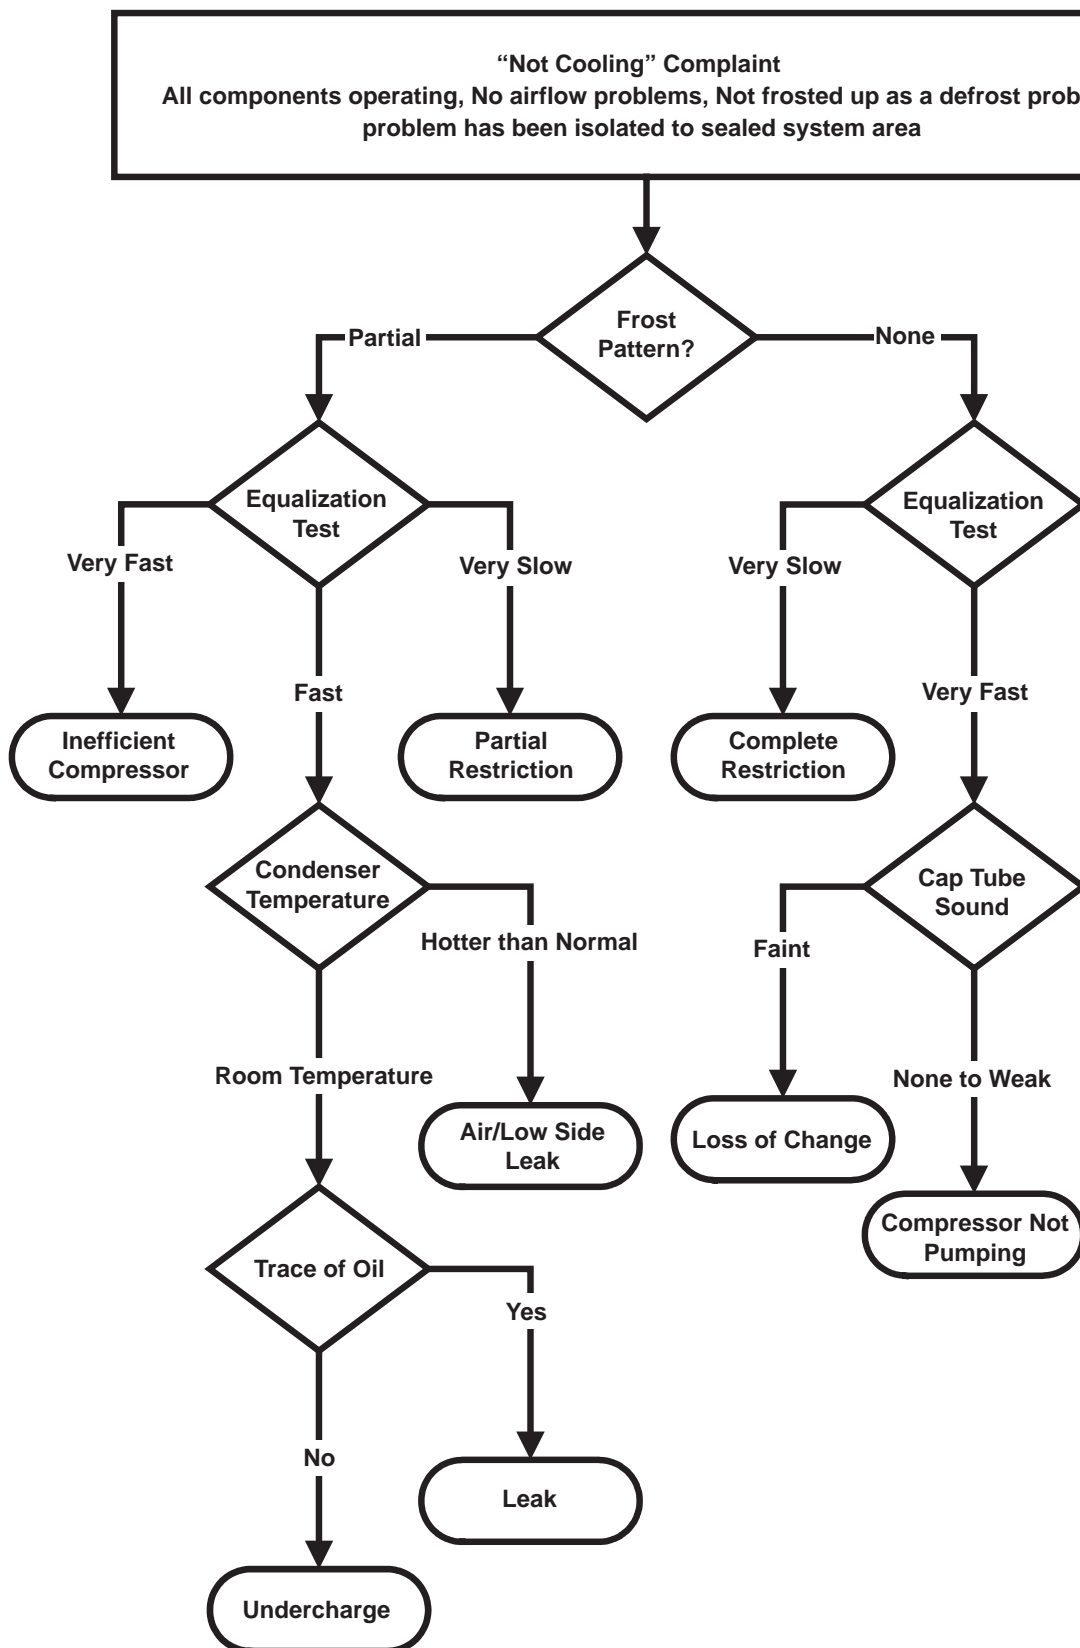 “Not Cooling” Complaint
All components operating, No airflow problems, Not frosted up as a defrost prob
problem has been isolated to sealed system area
Frost
Pattern?
Partial
None
Equalization
Test
Equalization
Test
Very Fast
Very Slow
Very Slow
Fast
Very Fast
Inefficient
Compressor
Partial
Restriction
Complete
Restriction
Condenser
Temperature
Cap Tube
Sound
Hotter than Normal
Faint
Room Temperature
None to Weak
Air/Low Side
Leak
Loss of Change
Compressor Not
Pumping
Trace of Oil
Yes
No
Leak
Undercharge